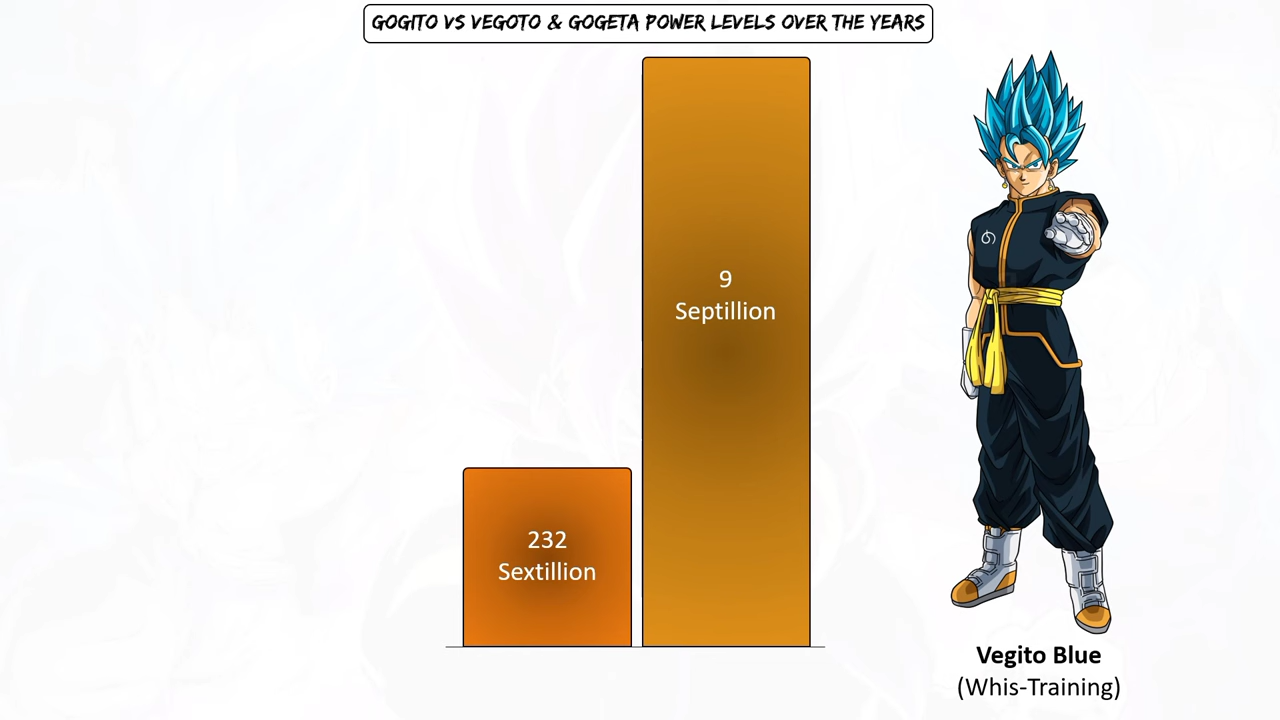 GOGITO VS VEGOTO & GOGETA POWER LEVELS OVER THE YEARS
9
Septillion
232
Sextillion
Vegito Blue
(Whis-Training)